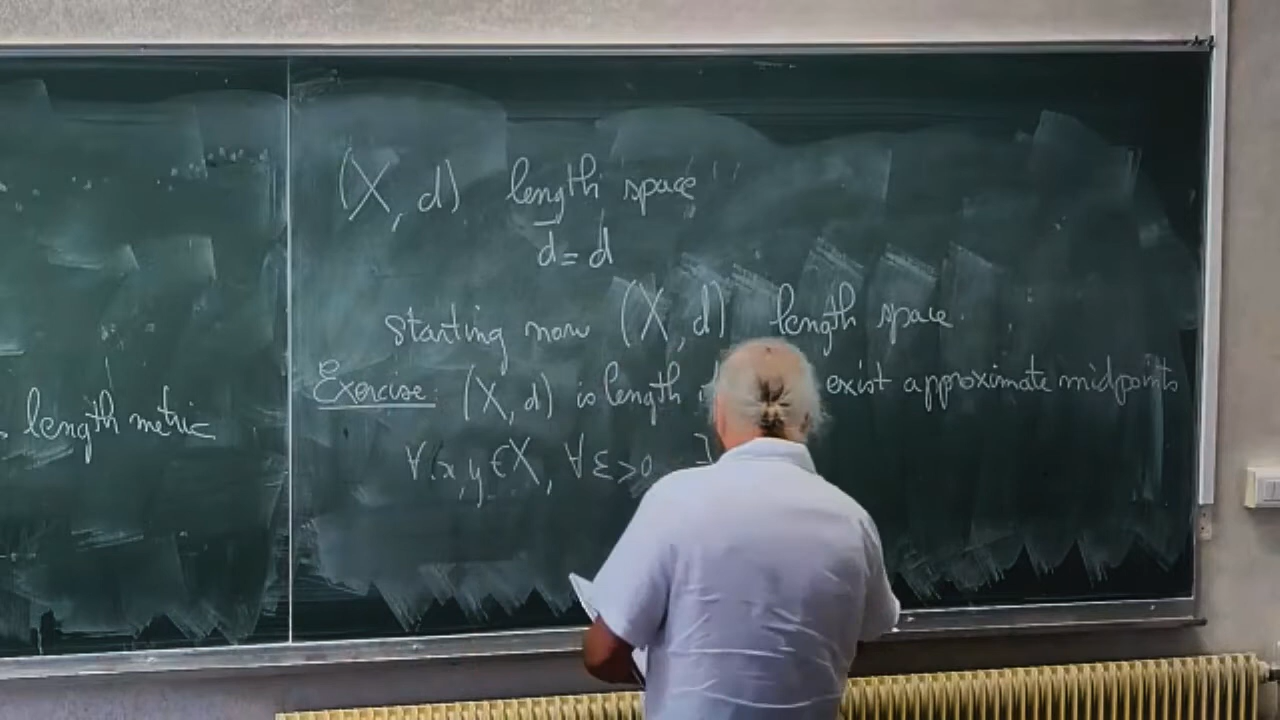 length metric
(X, d) length space"
d̄ = d
starting now (X, d) length space.
Exercise: (X, d) is length exist approximate midpoints
∀ x, y ∈ X, ∀ ε > 0 ∃